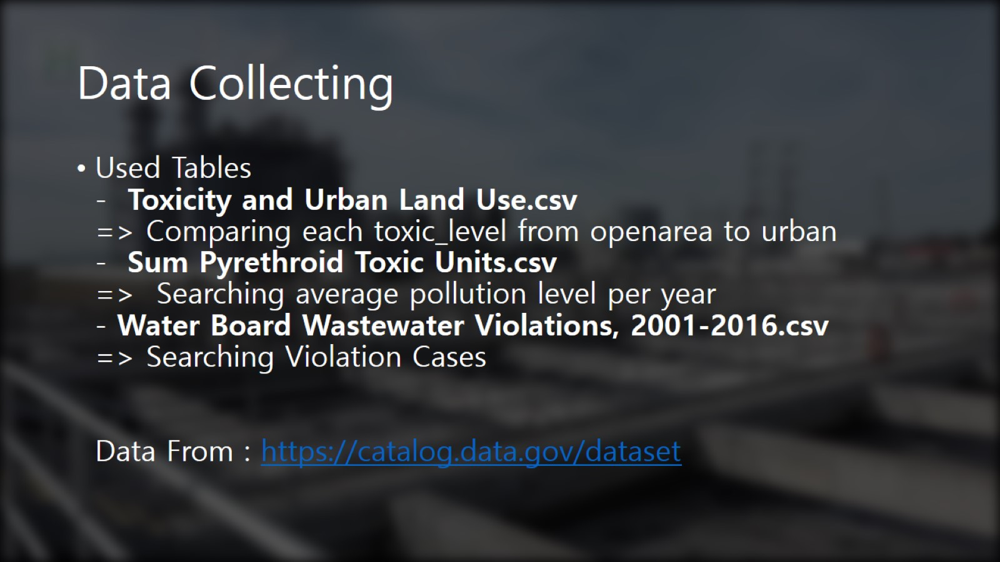 Data Collecting
• Used Tables
- Toxicity and Urban Land Use.csv
=> Comparing each toxic_level from openarea to urban
- Sum Pyrethroid Toxic Units.csv
=> Searching average pollution level per year
- Water Board Wastewater Violations, 2001-2016.csv
=> Searching Violation Cases
Data From : https://catalog.data.gov/dataset